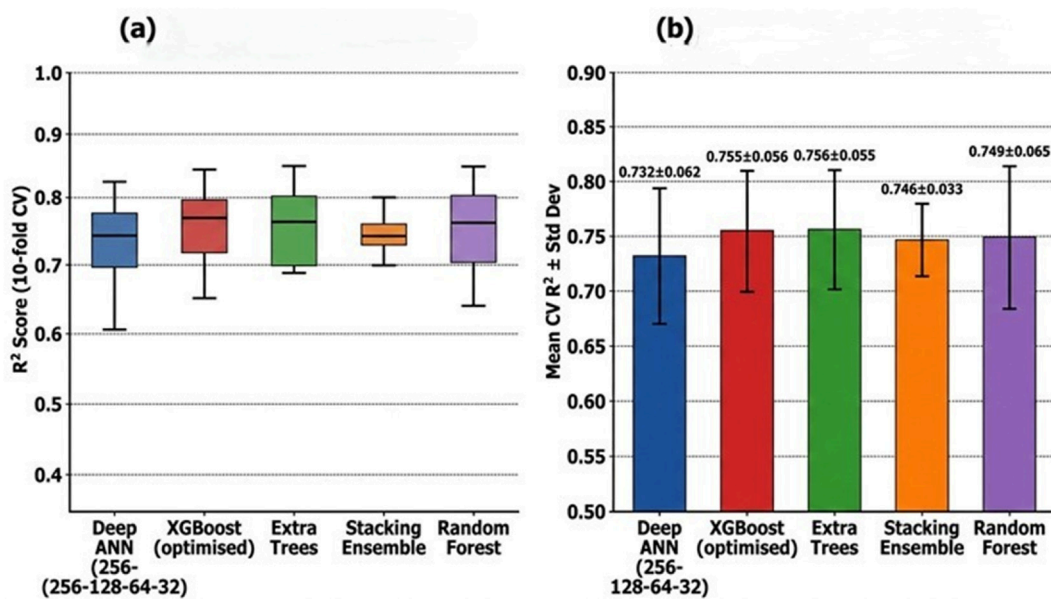 (a)
R² Score (10-fold CV)
1.0
0.9
0.8
0.7
0.6
0.5
0.4
Deep
ANN
(256-
(256-128-64-32)
XGBoost
(optimised)
Extra
Trees
Stacking
Ensemble
Random
Forest
(b)
Mean CV R² ± Std Dev
0.90
0.85
0.80
0.75
0.70
0.65
0.60
0.55
0.50
0.732±0.062
0.755±0.056
0.756±0.055
0.746±0.033
0.749±0.065
Deep
ANN
(256-
128-64-32)
XGBoost
(optimised)
Extra
Trees
Stacking
Ensemble
Random
Forest